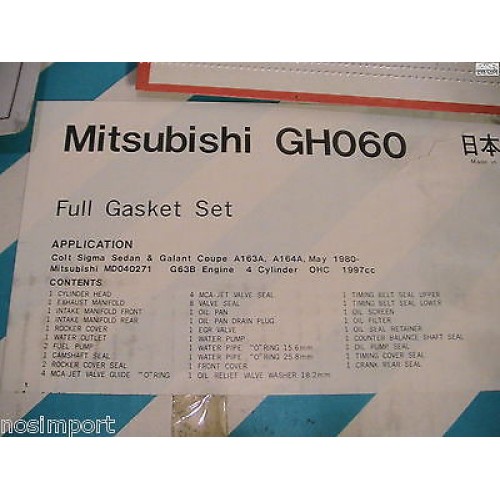 Mitsubishi GH060
日本
Made in
Full Gasket Set
APPLICATION
Colt Sigma Sedan & Galant Coupe A163A, A164A, May 1980-
Mitsubishi MD040271 G63B Engine 4 Cylinder OHC 1997cc
CONTENTS
1 CYLINDER HEAD
1 EXHAUST MANIFOLD
1 INTAKE MANIFOLD FRONT
1 INTAKE MANIFOLD REAR
1 ROCKER COVER
1 WATER OUTLET
2 FUEL PUMP
1 CAMSHAFT SEAL
2 ROCKER COVER SEAL
4 MCA-JET VALVE GUIDE "O"RING
4 MCA-JET VALVE SEAL
8 VALVE SEAL
1 OIL PAN
1 OIL PAN DRAIN PLUG
1 EGR VALVE
1 WATER PUMP
1 WATER PIPE "O"RING 15.6mm
1 WATER PIPE "O"RING 25.8mm
1 FRONT COVER
1 OIL RELIEF VALVE WASHER 18.2mm
1 TIMING BELT SEAL UPPER
1 TIMING BELT SEAL LOWER
1 OIL SCREEN
1 OIL FILTER
1 OIL SEAL RETAINER
1 COUNTER BALANCE SHAFT SEAL
1 OIL PUMP SEAL
1 TIMING COVER SEAL
1 CRANK REAR SEAL
nosimport